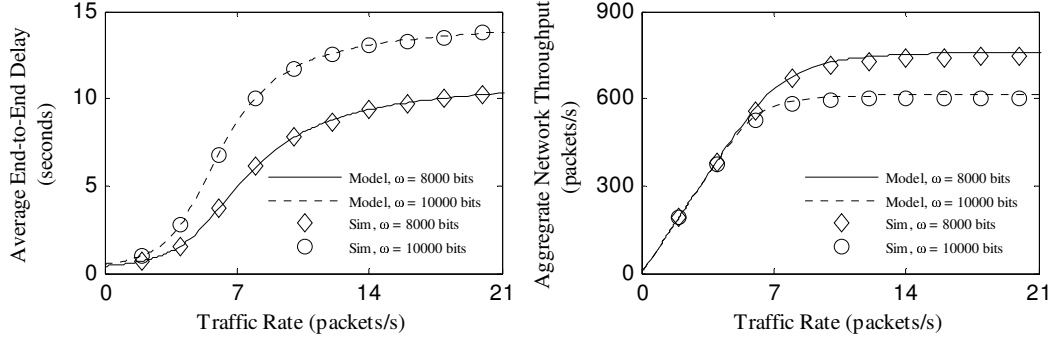 Average End-to-End Delay
(seconds)
15
10
5
0
0
7
14
21
Traffic Rate (packets/s)
Model, ω = 8000 bits
Model, ω = 10000 bits
Sim, ω = 8000 bits
Sim, ω = 10000 bits
Aggregrate Network Throughput
(packets/s)
900
600
300
0
0
7
14
21
Traffic Rate (packets/s)
Model, ω = 8000 bits
Model, ω = 10000 bits
Sim, ω = 8000 bits
Sim, ω = 10000 bits